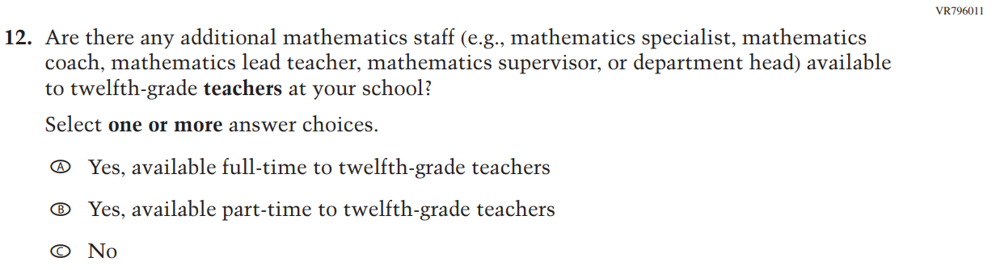 VR796011
12. Are there any additional mathematics staff (e.g., mathematics specialist, mathematics
coach, mathematics lead teacher, mathematics supervisor, or department head) available
to twelfth-grade teachers at your school?
Select one or more answer choices.
A Yes, available full-time to twelfth-grade teachers
B Yes, available part-time to twelfth-grade teachers
C No